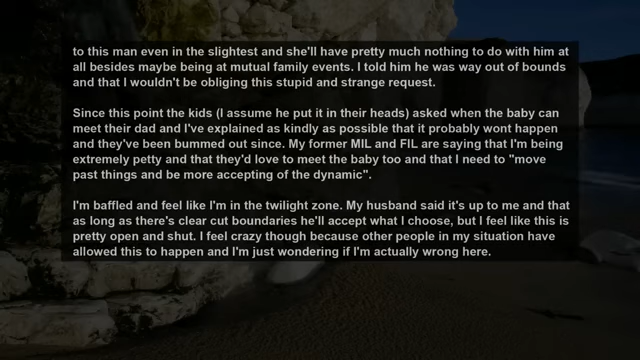 to this man even in the slightest and she'll have pretty much nothing to do with him at
all besides maybe being at mutual family events. I told him he was way out of bounds
and that I wouldn't be obliging this stupid and strange request.
Since this point the kids (I assume he put it in their heads) asked when the baby can
meet their dad and I've explained as kindly as possible that it probably wont happen
and they've been bummed out since. My former MIL and FIL are saying that I'm being
extremely petty and that they'd love to meet the baby too and that I need to "move
past things and be more accepting of the dynamic".
I'm baffled and feel like I'm in the twilight zone. My husband said it's up to me and that
as long as there's clear cut boundaries he'll accept what I choose, but I feel like this is
pretty open and shut. I feel crazy though because other people in my situation have
allowed this to happen and I'm just wondering if I'm actually wrong here.